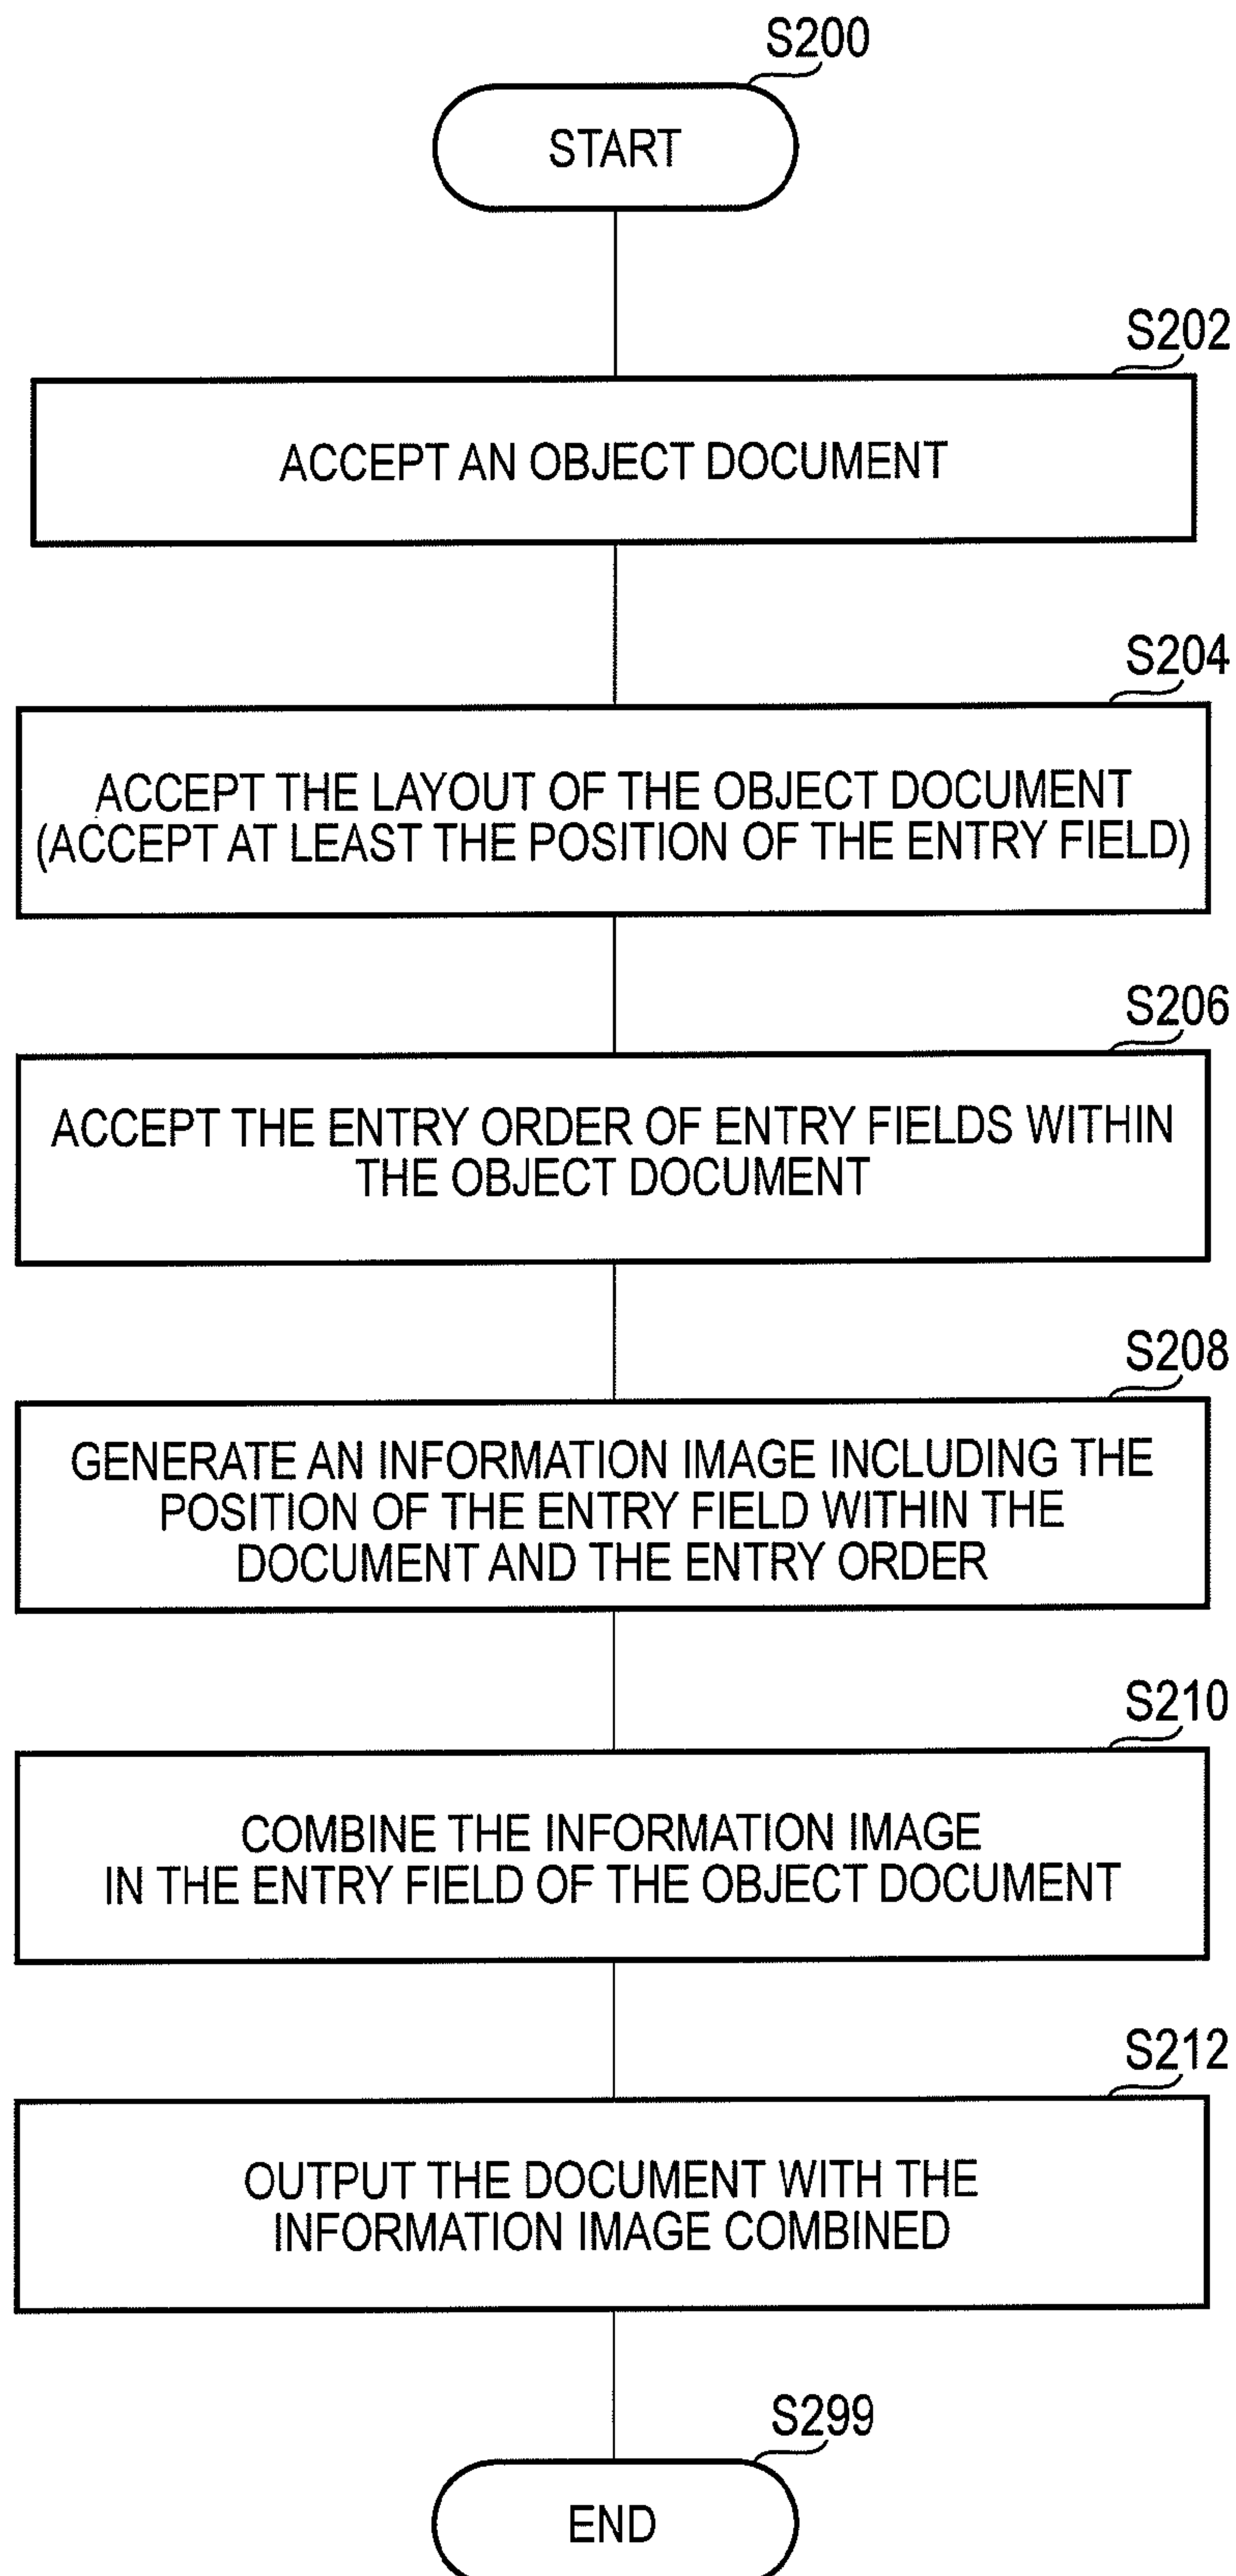 S200
START
S202
ACCEPT AN OBJECT DOCUMENT
S204
ACCEPT THE LAYOUT OF THE OBJECT DOCUMENT
(ACCEPT AT LEAST THE POSITION OF THE ENTRY FIELD)
S206
ACCEPT THE ENTRY ORDER OF ENTRY FIELDS WITHIN
THE OBJECT DOCUMENT
S208
GENERATE AN INFORMATION IMAGE INCLUDING THE
POSITION OF THE ENTRY FIELD WITHIN THE
DOCUMENT AND THE ENTRY ORDER
S210
COMBINE THE INFORMATION IMAGE
IN THE ENTRY FIELD OF THE OBJECT DOCUMENT
S212
OUTPUT THE DOCUMENT WITH THE
INFORMATION IMAGE COMBINED
S299
END